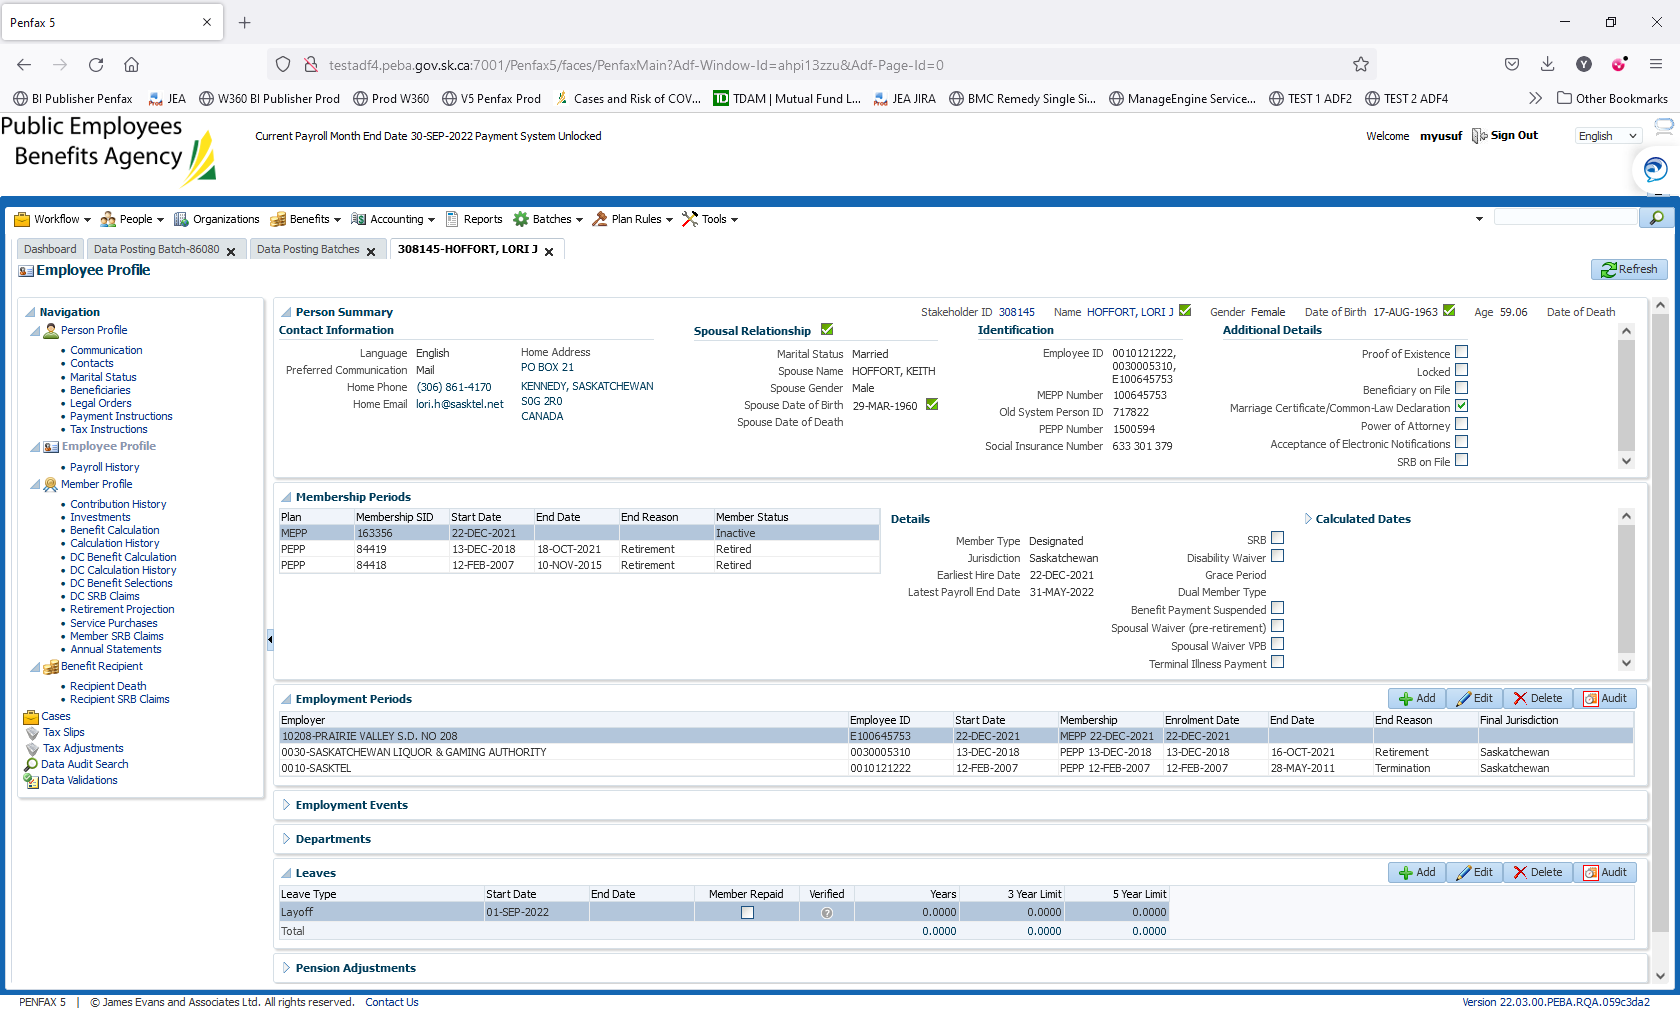 Penfax 5
testadf4.peba.gov.sk.ca:7001/Penfax5/faces/PenfaxMain?Adf-Window-Id=ahpi13zzu&Adf-Page-Id=0
Y
BI Publisher Penfax JEA W360 BI Publisher Prod Prod W360 V5 Penfax Prod Cases and Risk of COV... TDAM | Mutual Fund L... JEA JIRA BMC Remedy Single Si... ManageEngine Service... TEST 1 ADF2 TEST 2 ADF4 Other Bookmarks
Public Employees
Benefits Agency
Current Payroll Month End Date 30-SEP-2022 Payment System Unlocked
Welcome myusuf Sign Out English
Workflow People Organizations Benefits Accounting Reports Batches Plan Rules Tools
Dashboard Data Posting Batch-86080 Data Posting Batches 308145-HOFFORT, LORI J
Employee Profile
Refresh
Navigation
Person Profile
Communication
Contacts
Marital Status
Beneficiaries
Legal Orders
Payment Instructions
Tax Instructions
Employee Profile
Payroll History
Member Profile
Contribution History
Investments
Benefit Calculation
Calculation History
DC Benefit Calculation
DC Calculation History
DC Benefit Selections
DC SRB Claims
Retirement Projection
Service Purchases
Member SRB Claims
Annual Statements
Benefit Recipient
Recipient Death
Recipient SRB Claims
Cases
Tax Slips
Tax Adjustments
Data Audit Search
Data Validations
Person Summary
Stakeholder ID 308145 Name HOFFORT, LORI J Gender Female Date of Birth 17-AUG-1963 Age 59.06 Date of Death
Contact Information
Language English
Preferred Communication Mail
Home Phone (306) 861-4170
Home Email lori.h@sasktel.net
Home Address
PO BOX 21
KENNEDY, SASKATCHEWAN
S0G 2R0
CANADA
Spousal Relationship
Marital Status Married
Spouse Name HOFFORT, KEITH
Spouse Gender Male
Spouse Date of Birth 29-MAR-1960
Spouse Date of Death
Identification
Employee ID 0010121222,
0030005310,
E100645753
MEPP Number 100645753
Old System Person ID 717822
PEPP Number 1500594
Social Insurance Number 633 301 379
Additional Details
Proof of Existence
Locked
Beneficiary on File
Marriage Certificate/Common-Law Declaration
Power of Attorney
Acceptance of Electronic Notifications
SRB on File
Membership Periods
Plan Membership SID Start Date End Date End Reason Member Status
MEPP 163356 22-DEC-2021 Inactive
PEPP 84419 13-DEC-2018 18-OCT-2021 Retirement Retired
PEPP 84418 12-FEB-2007 10-NOV-2015 Retirement Retired
Details
Member Type Designated
Jurisdiction Saskatchewan
Earliest Hire Date 22-DEC-2021
Latest Payroll End Date 31-MAY-2022
SRB
Disability Waiver
Grace Period
Dual Member Type
Benefit Payment Suspended
Spousal Waiver (pre-retirement)
Spousal Waiver VPB
Terminal Illness Payment
Calculated Dates
Employment Periods
Add Edit Delete Audit
Employer Employee ID Start Date Membership Enrolment Date End Date End Reason Final Jurisdiction
10208-PRAIRIE VALLEY S.D. NO 208 E100645753 22-DEC-2021 MEPP 22-DEC-2021 22-DEC-2021
0030-SASKATCHEWAN LIQUOR & GAMING AUTHORITY 0030005310 13-DEC-2018 PEPP 13-DEC-2018 13-DEC-2018 16-OCT-2021 Retirement Saskatchewan
0010-SASKTEL 0010121222 12-FEB-2007 PEPP 12-FEB-2007 12-FEB-2007 28-MAY-2011 Termination Saskatchewan
Employment Events
Departments
Leaves
Add Edit Delete Audit
Leave Type Start Date End Date Member Repaid Verified Years 3 Year Limit 5 Year Limit
Layoff 01-SEP-2022 0.0000 0.0000 0.0000
Total 0.0000 0.0000 0.0000
Pension Adjustments
PENFAX 5 | © James Evans and Associates Ltd. All rights reserved. Contact Us
Version 22.03.00.PEBA.RQA.059c3da2